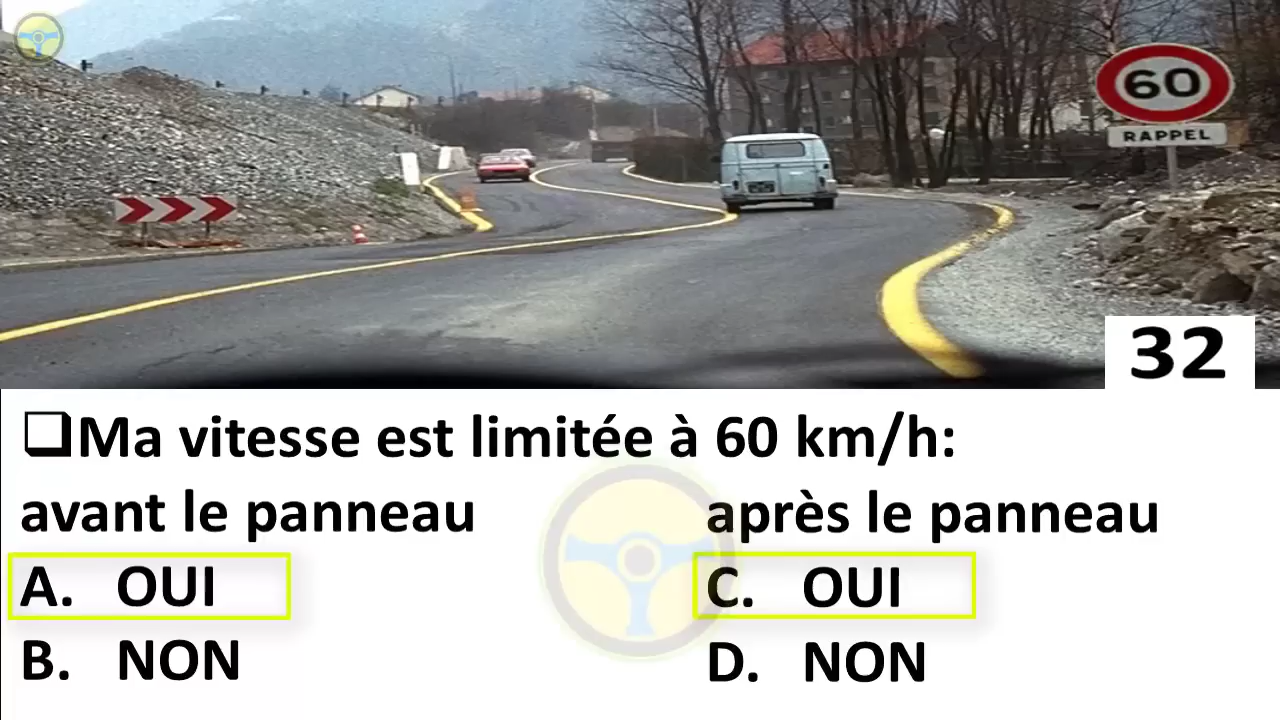 60
RAPPEL
32
❑Ma vitesse est limitée à 60 km/h:
avant le panneau
après le panneau
A. OUI
C. OUI
B. NON
D. NON